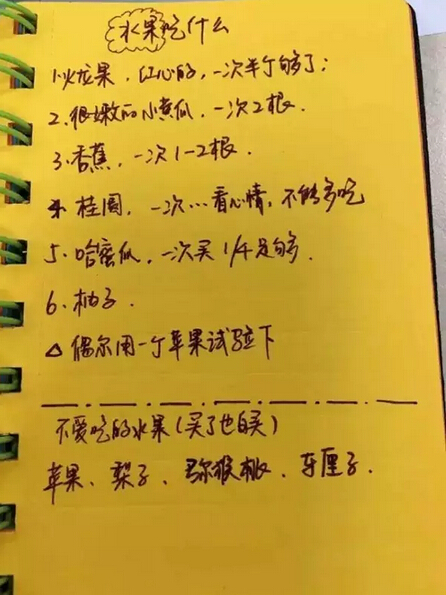 水果吃什么
1.火龙果，红心的，一次半个够了；
2.很嫩的小黄瓜，一次2根.
3.香蕉，一次1-2根.
4.桂圆，一次…看心情，不能多吃
5.哈蜜瓜，一次买1/4足够.
6.柚子.
△偶尔用一个苹果试验下
不爱吃的水果(买了也白买)
苹果、梨子、弥猴桃、车厘子.